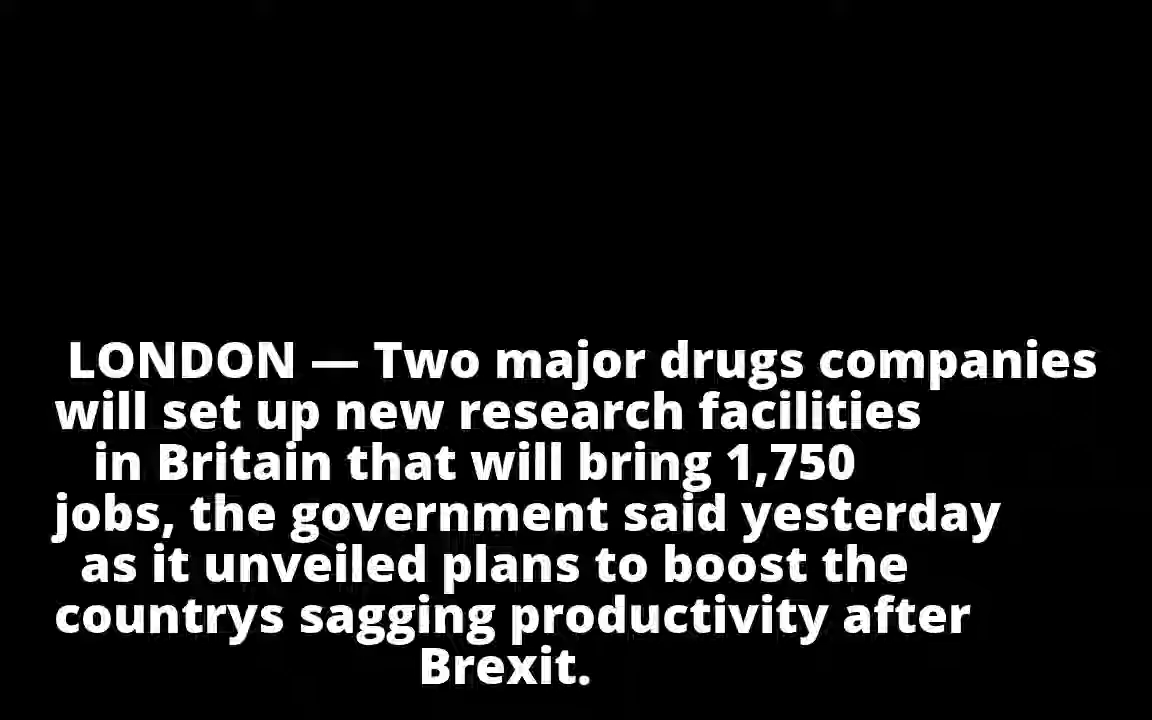 LONDON — Two major drugs companies
will set up new research facilities
in Britain that will bring 1,750
jobs, the government said yesterday
as it unveiled plans to boost the
countrys sagging productivity after
Brexit.